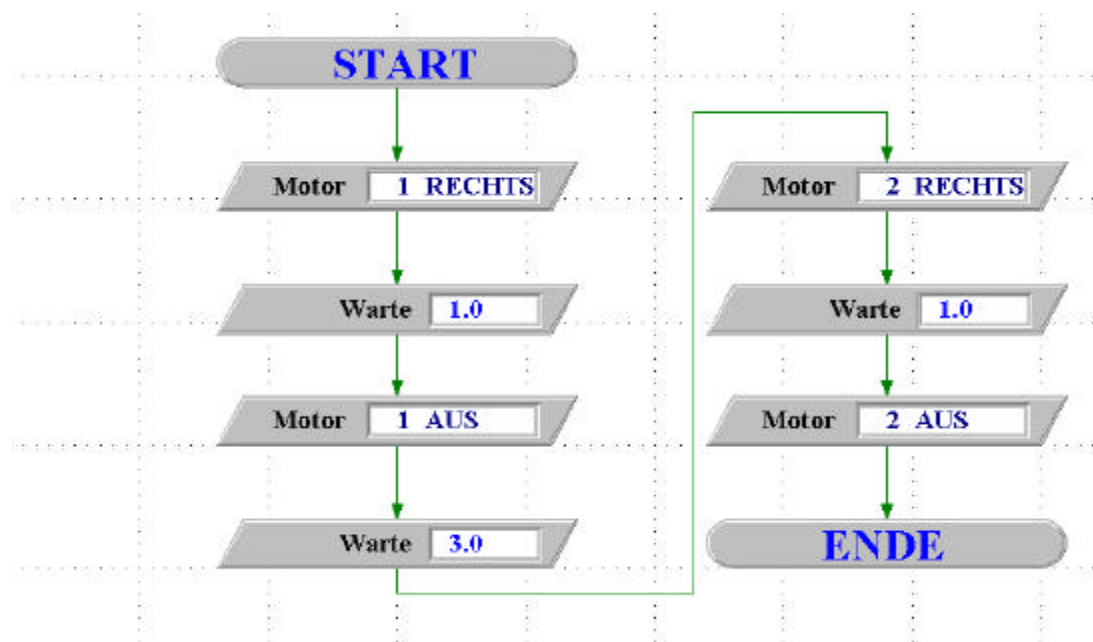 START
Motor 1 RECHTS
Warte 1.0
Motor 1 AUS
Warte 3.0
Motor 2 RECHTS
Warte 1.0
Motor 2 AUS
ENDE